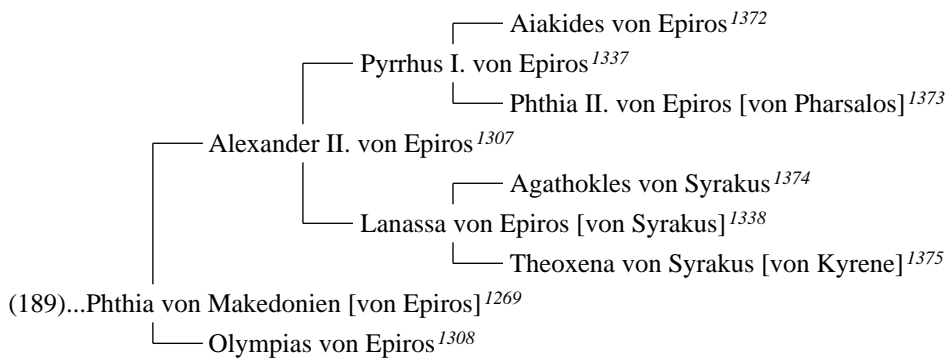 Aiakides von Epiros1372
Pyrrhus I. von Epiros1337
Phthia II. von Epiros [von Pharsalos]1373
Alexander II. von Epiros1307
Agathokles von Syrakus1374
Lanassa von Epiros [von Syrakus]1338
Theoxena von Syrakus [von Kyrene]1375
(189)...Phthia von Makedonien [von Epiros]1269
Olympias von Epiros1308